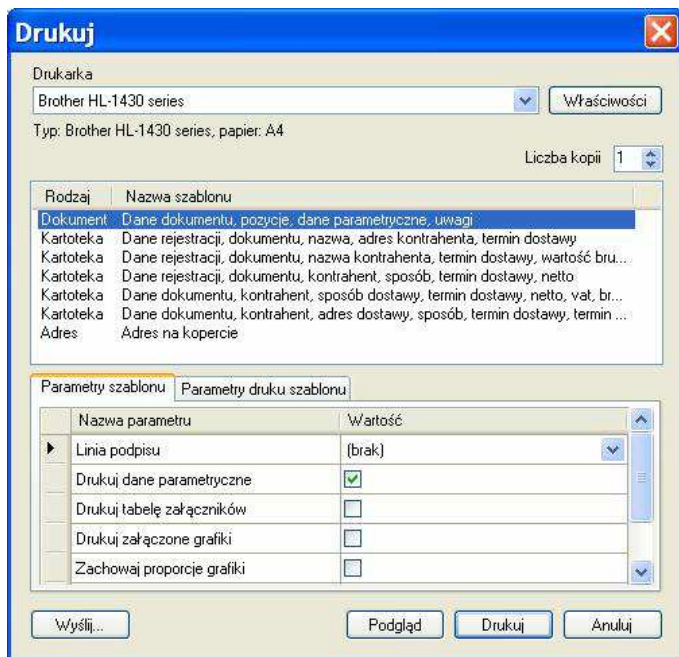 Drukuj
Drukarka
Brother HL-1430 series
Właściwości
Typ: Brother HL-1430 series, papier: A4
Liczba kopii 1
Rodzaj Nazwa szablonu
Dokument Dane dokumentu, pozycje, dane parametryczne, uwagi
Kartoteka Dane rejestracji, dokumentu, nazwa, adres kontrahenta, termin dostawy
Kartoteka Dane rejestracji, dokumentu, nazwa kontrahenta, termin dostawy, wartość bru...
Kartoteka Dane rejestracji, dokumentu, kontrahent, sposób, termin dostawy, netto
Kartoteka Dane dokumentu, kontrahent, sposób dostawy, termin dostawy, netto, vat, br...
Kartoteka Dane dokumentu, kontrahent, adres dostawy, sposób, termin dostawy, termin ...
Adres Adres na kopercie
Parametry szablonu Parametry druku szablonu
Nazwa parametru Wartość
Linia podpisu (brak)
Drukuj dane parametryczne
Drukuj tabelę załączników
Drukuj załączone grafiki
Zachowaj proporcje grafiki
Wyślij... Podgląd Drukuj Anuluj